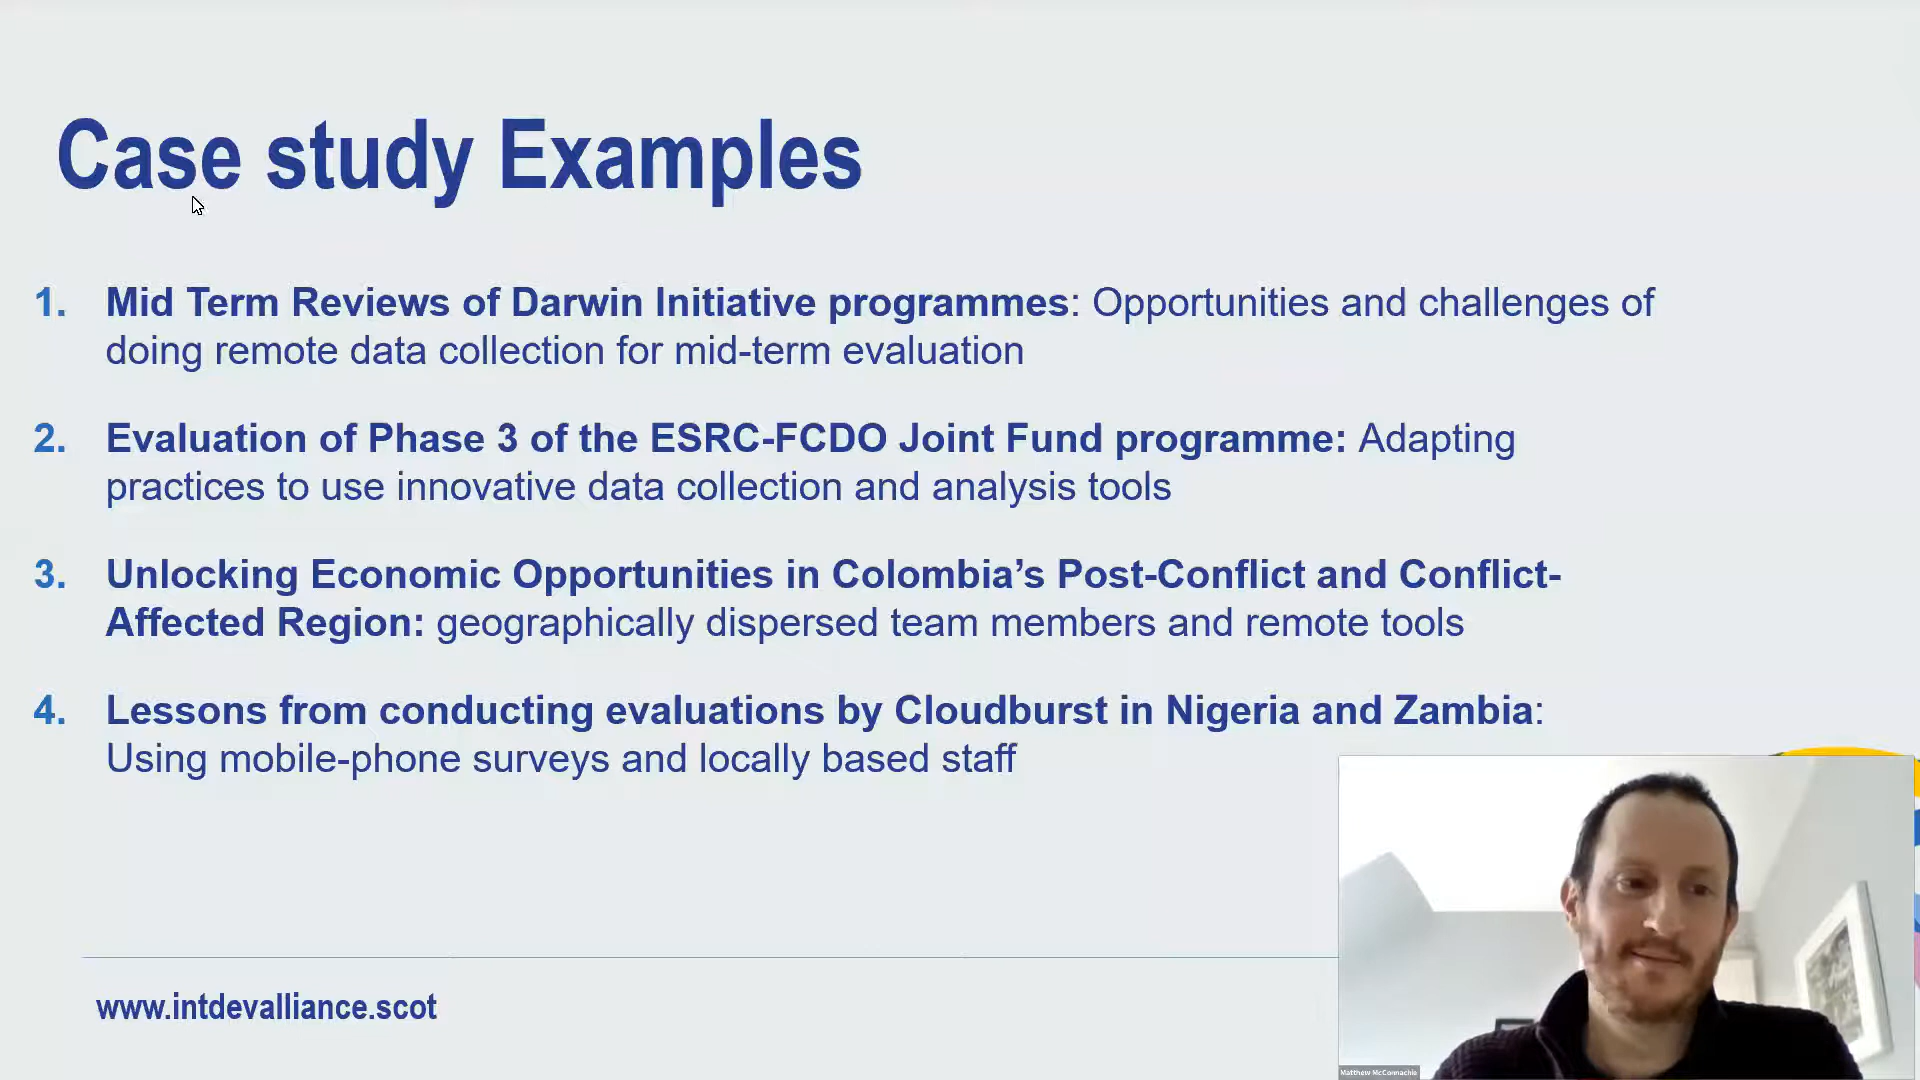 Case study Examples
1. Mid Term Reviews of Darwin Initiative programmes: Opportunities and challenges of
doing remote data collection for mid-term evaluation
2. Evaluation of Phase 3 of the ESRC-FCDO Joint Fund programme: Adapting
practices to use innovative data collection and analysis tools
3. Unlocking Economic Opportunities in Colombia’s Post-Conflict and Conflict-
Affected Region: geographically dispersed team members and remote tools
4. Lessons from conducting evaluations by Cloudburst in Nigeria and Zambia:
Using mobile-phone surveys and locally based staff
www.intdevalliance.scot
Matthew McConnachie